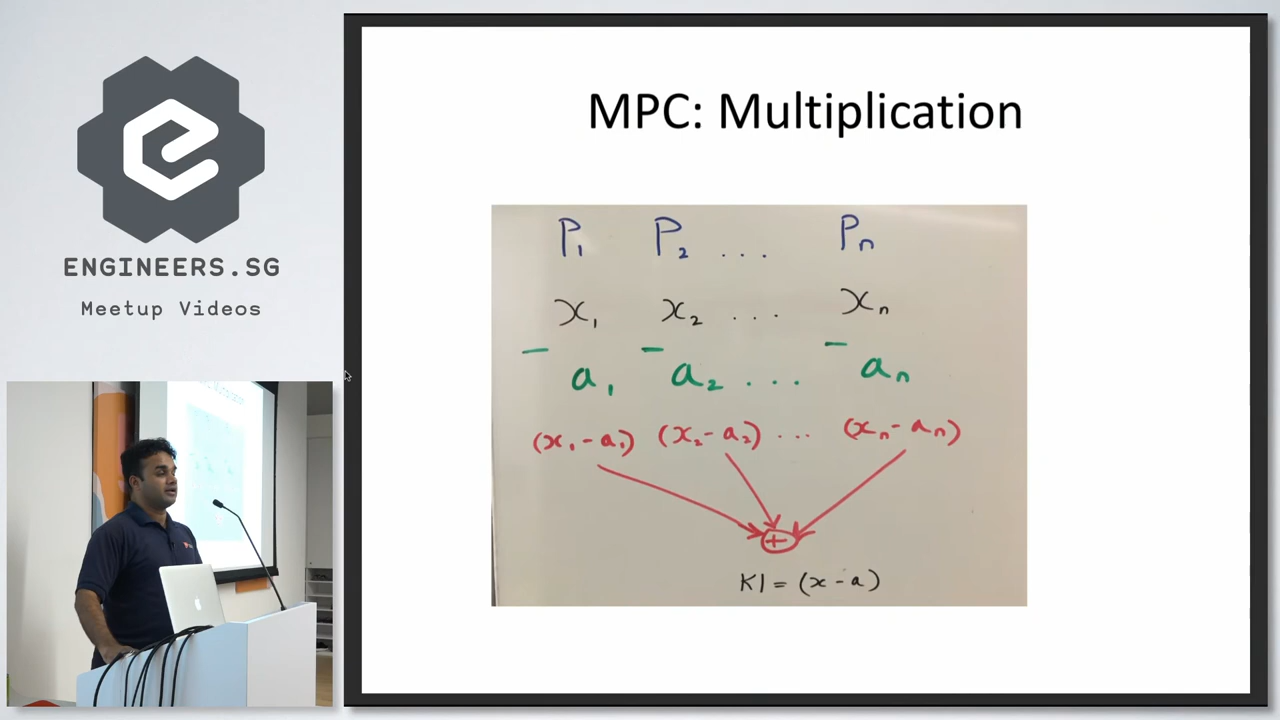 ENGINEERS.SG
Meetup Videos
MPC: Multiplication
P₁ P₂ ... Pₙ
x₁ x₂ ... xₙ
- a₁ - a₂ ... - aₙ
(x₁-a₁) (x₂-a₂) ... (xₙ-aₙ)
+
K1 = (x-a)